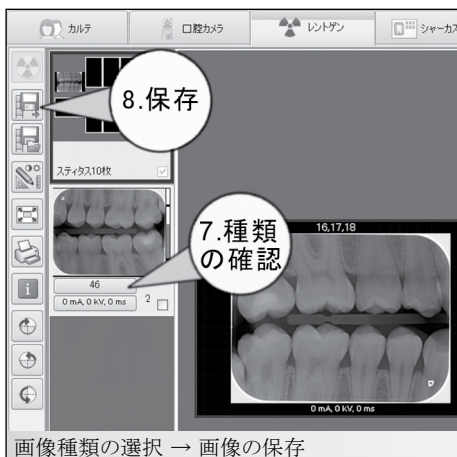 カルテ
口腔カメラ
レントゲン
シャーカス
8.保存
スティタス10枚
7.種類
の確認
16,17,18
46
0 mA, 0 kV, 0 ms
2
0 mA, 0 kV, 0 ms
画像種類の選択 → 画像の保存